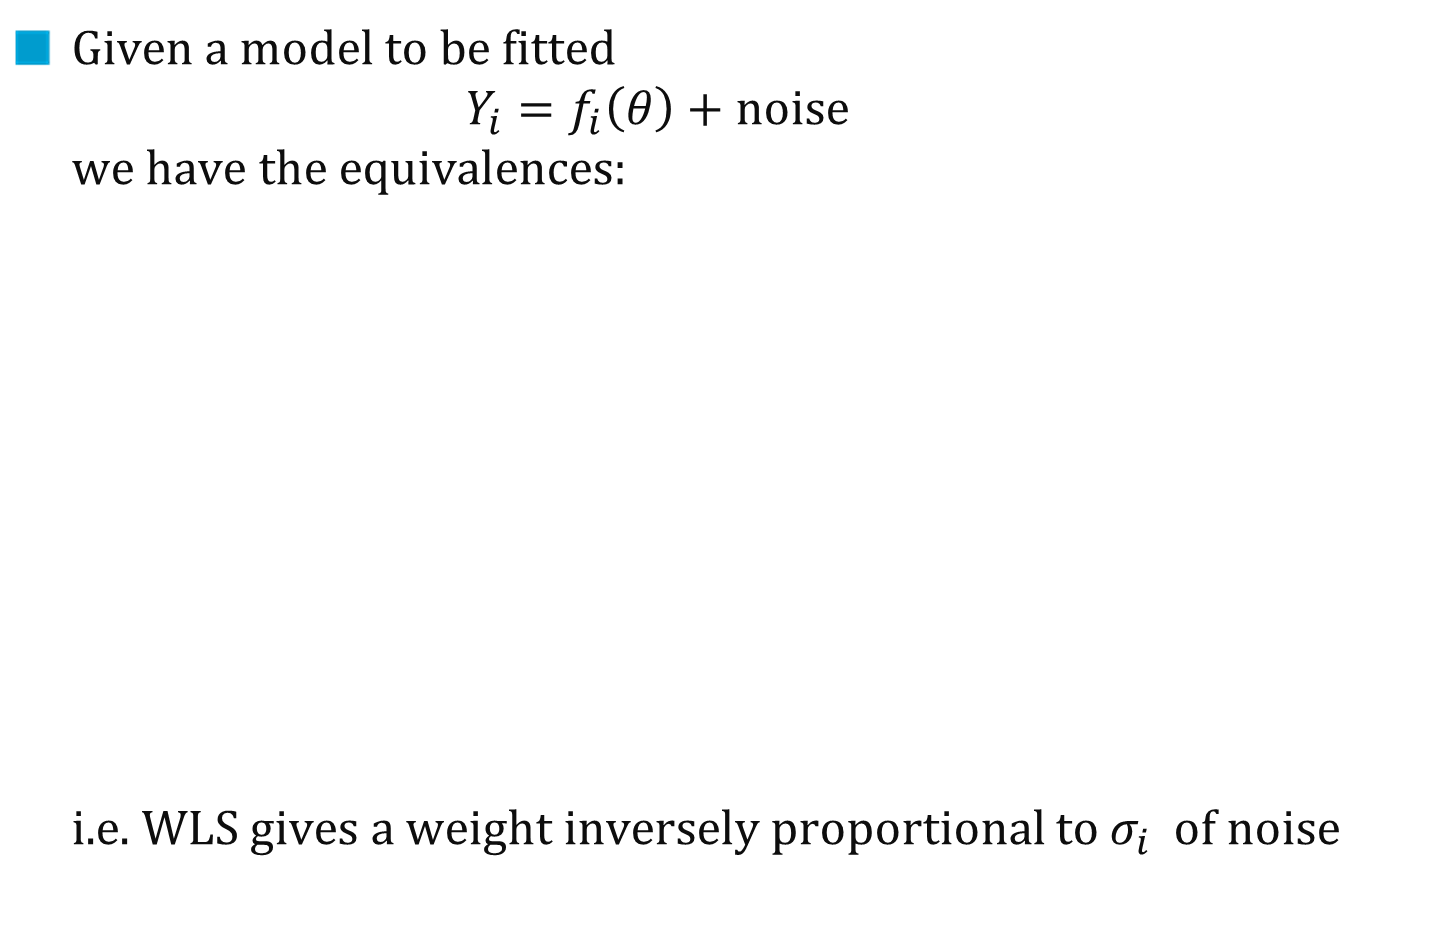 Given a model to be fitted
𝑌ᵢ = 𝑓ᵢ(𝜃) + noise
we have the equivalences:
i.e. WLS gives a weight inversely proportional to 𝜎ᵢ of noise